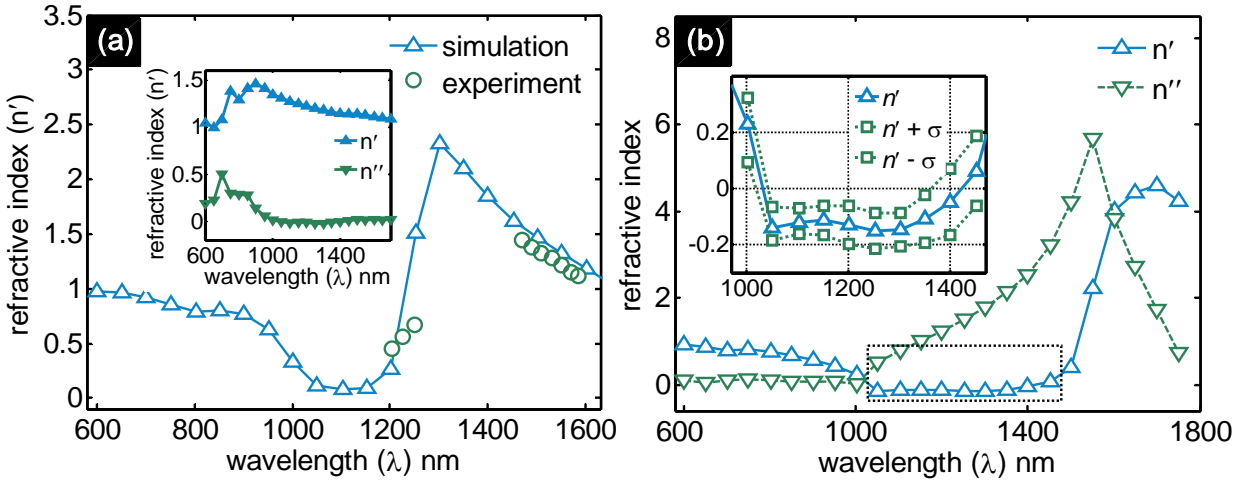 (a)
refractive index (n′)
3.5
3
2.5
2
1.5
1
0.5
0
600
800
1000
1200
1400
1600
wavelength (λ) nm
simulation
experiment
refractive index (n′)
1.5
1.0
0.5
0
600
1000
1400
wavelength (λ) nm
n′
n′′
(b)
refractive index
8
6
4
2
0
600
1000
1400
1800
wavelength (λ) nm
n′
n′′
0.2
0
-0.2
1000
1200
1400
n′
n′ + σ
n′ - σ